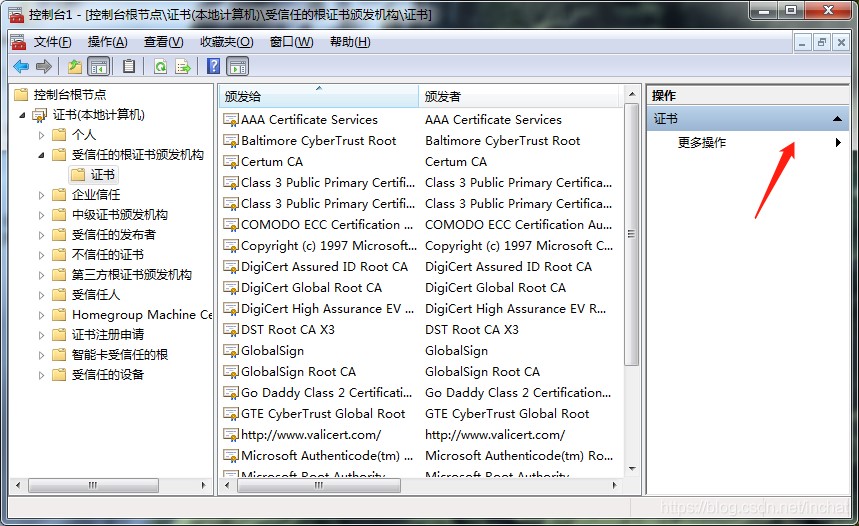 控制台1 - [控制台根节点\证书(本地计算机)\受信任的根证书颁发机构\证书]
文件(F) 操作(A) 查看(V) 收藏夹(O) 窗口(W) 帮助(H)
控制台根节点
证书(本地计算机)
个人
受信任的根证书颁发机构
证书
企业信任
中级证书颁发机构
受信任的发布者
不信任的证书
第三方根证书颁发机构
受信任人
Homegroup Machine Ce
证书注册申请
智能卡受信任的根
受信任的设备
颁发给 颁发者
AAA Certificate Services AAA Certificate Services
Baltimore CyberTrust Root Baltimore CyberTrust Root
Certum CA Certum CA
Class 3 Public Primary Certifi... Class 3 Public Primary Certifica...
Class 3 Public Primary Certifi... Class 3 Public Primary Certifica...
COMODO ECC Certification ... COMODO ECC Certification Au...
Copyright (c) 1997 Microsoft... Copyright (c) 1997 Microsoft C...
DigiCert Assured ID Root CA DigiCert Assured ID Root CA
DigiCert Global Root CA DigiCert Global Root CA
DigiCert High Assurance EV ... DigiCert High Assurance EV R...
DST Root CA X3 DST Root CA X3
GlobalSign GlobalSign
GlobalSign Root CA GlobalSign Root CA
Go Daddy Class 2 Certificati... Go Daddy Class 2 Certification...
GTE CyberTrust Global Root GTE CyberTrust Global Root
http://www.valicert.com/ http://www.valicert.com/
Microsoft Authenticode(tm) ... Microsoft Authenticode(tm) Ro...
Microsoft Root Authority Microsoft Root Authority
操作
证书
更多操作
https://blog.csdn.net/inchat